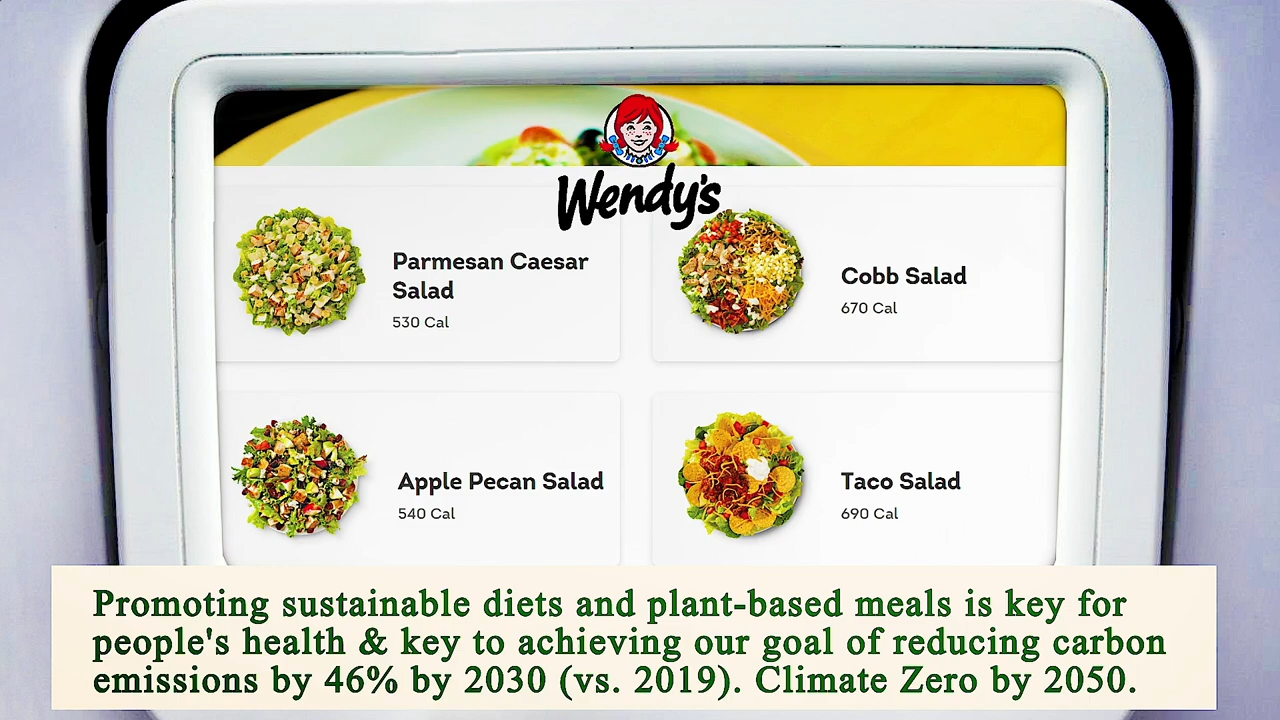 Wendy's
Parmesan Caesar
Salad
530 Cal
Cobb Salad
670 Cal
Apple Pecan Salad
540 Cal
Taco Salad
690 Cal
Promoting sustainable diets and plant-based meals is key for
people's health & key to achieving our goal of reducing carbon
emissions by 46% by 2030 (vs. 2019). Climate Zero by 2050.